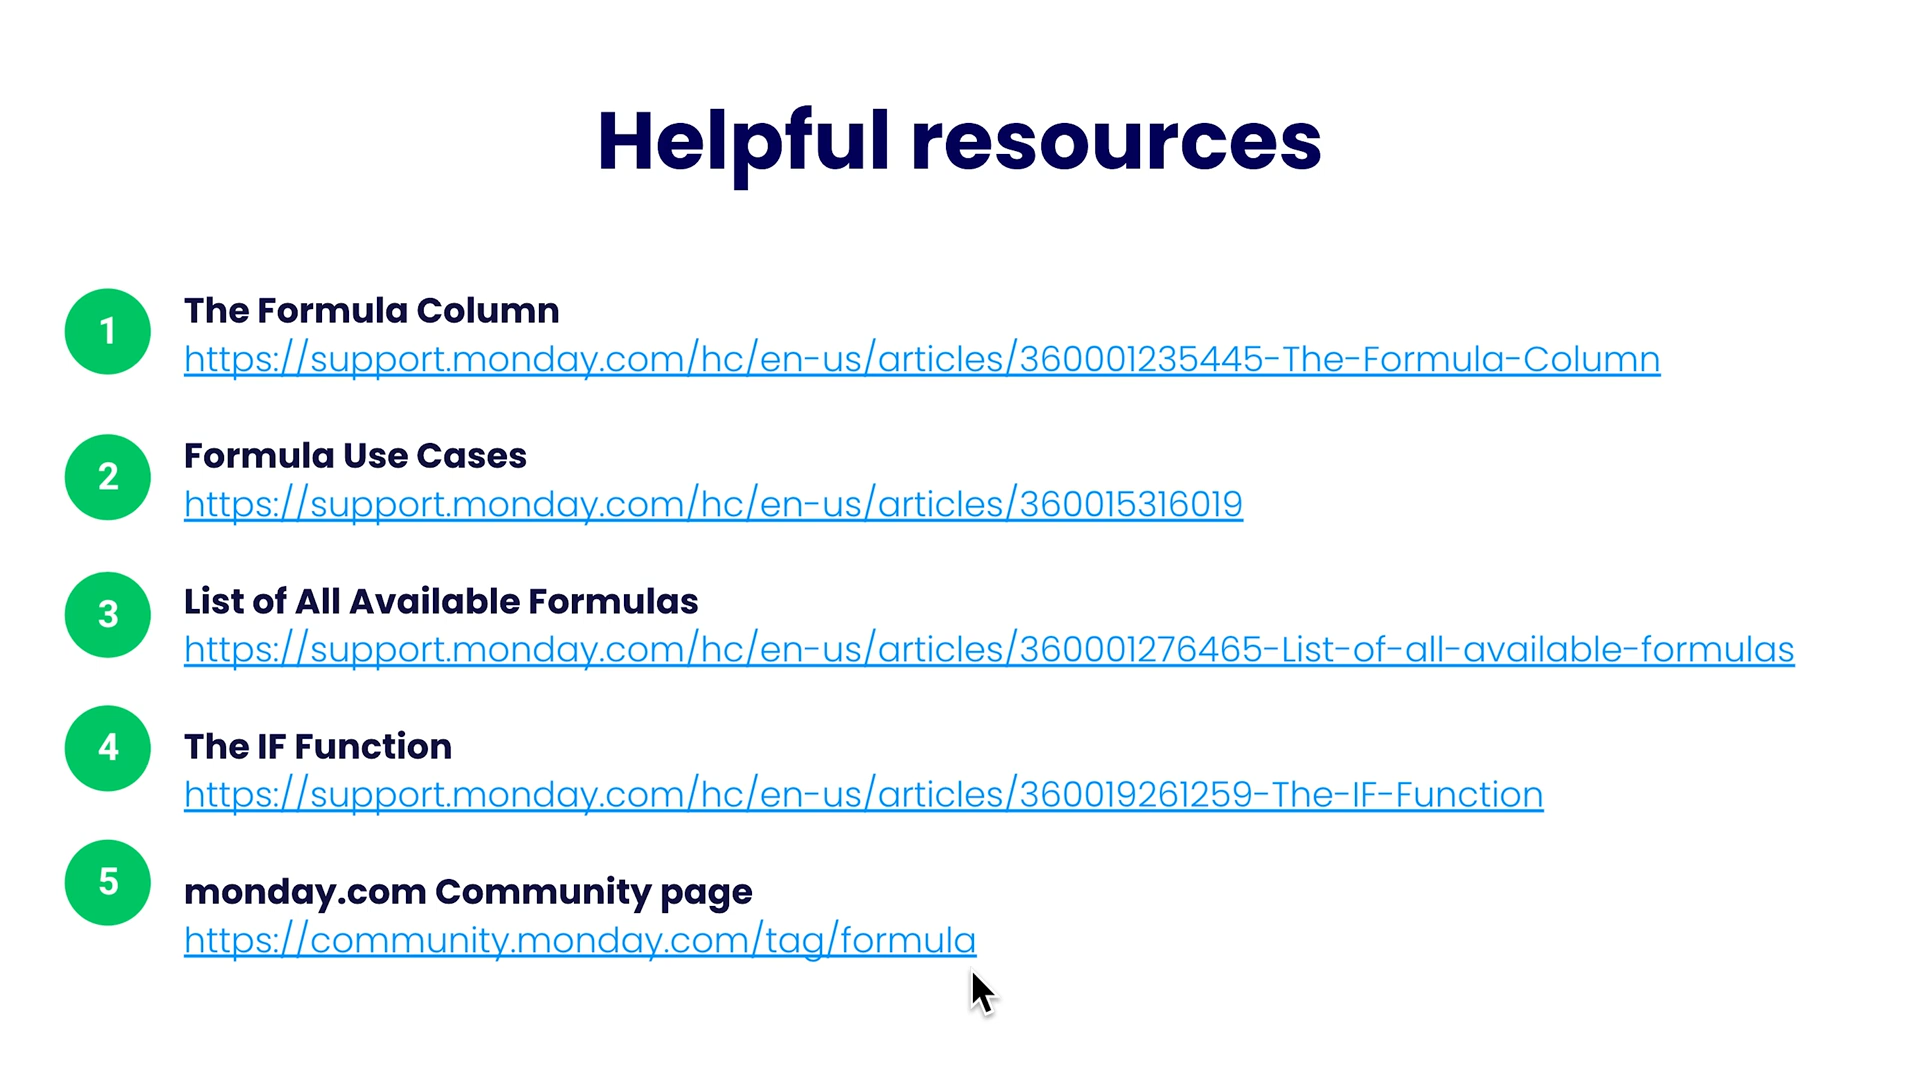 Helpful resources
1
The Formula Column
https://support.monday.com/hc/en-us/articles/360001235445-The-Formula-Column
2
Formula Use Cases
https://support.monday.com/hc/en-us/articles/360015316019
3
List of All Available Formulas
https://support.monday.com/hc/en-us/articles/360001276465-List-of-all-available-formulas
4
The IF Function
https://support.monday.com/hc/en-us/articles/360019261259-The-IF-Function
5
monday.com Community page
https://community.monday.com/tag/formula